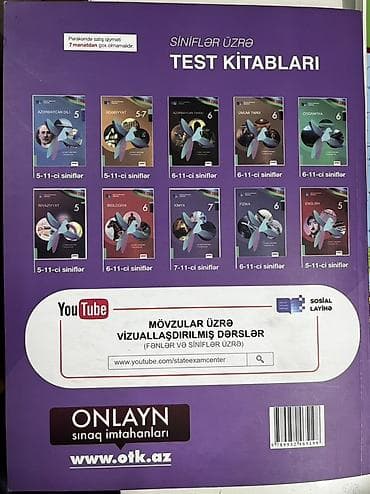 Pərakəndə satış qiyməti
7 manatdan çox olmamalıdır.
SİNİFLƏR ÜZRƏ
TEST KİTABLARI
AZƏRBAYCAN DİLİ 5
ƏDƏBİYYAT 5-7
AZƏRBAYCAN TARİXİ 6
ÜMUMİ TARİX 6
COĞRAFİYA 6
5-11-ci siniflər
5-11-ci siniflər
6-11-ci siniflər
6-11-ci siniflər
6-11-ci siniflər
RİYAZİYYAT 5
BİOLOGİYA 6
KİMYA 7
FİZİKA 6
ENGLISH 5
5-11-ci siniflər
6-11-ci siniflər
7-11-ci siniflər
6-11-ci siniflər
5-11-ci siniflər
YouTube
SOSİAL
LAYİHƏ
MÖVZULAR ÜZRƏ
VİZUALLAŞDIRILMIŞ DƏRSLƏR
(FƏNLƏR VƏ SİNİFLƏR ÜZRƏ)
www.youtube.com/stateexamcenter
ONLAYN
sınaq imtahanları
www.otk.az